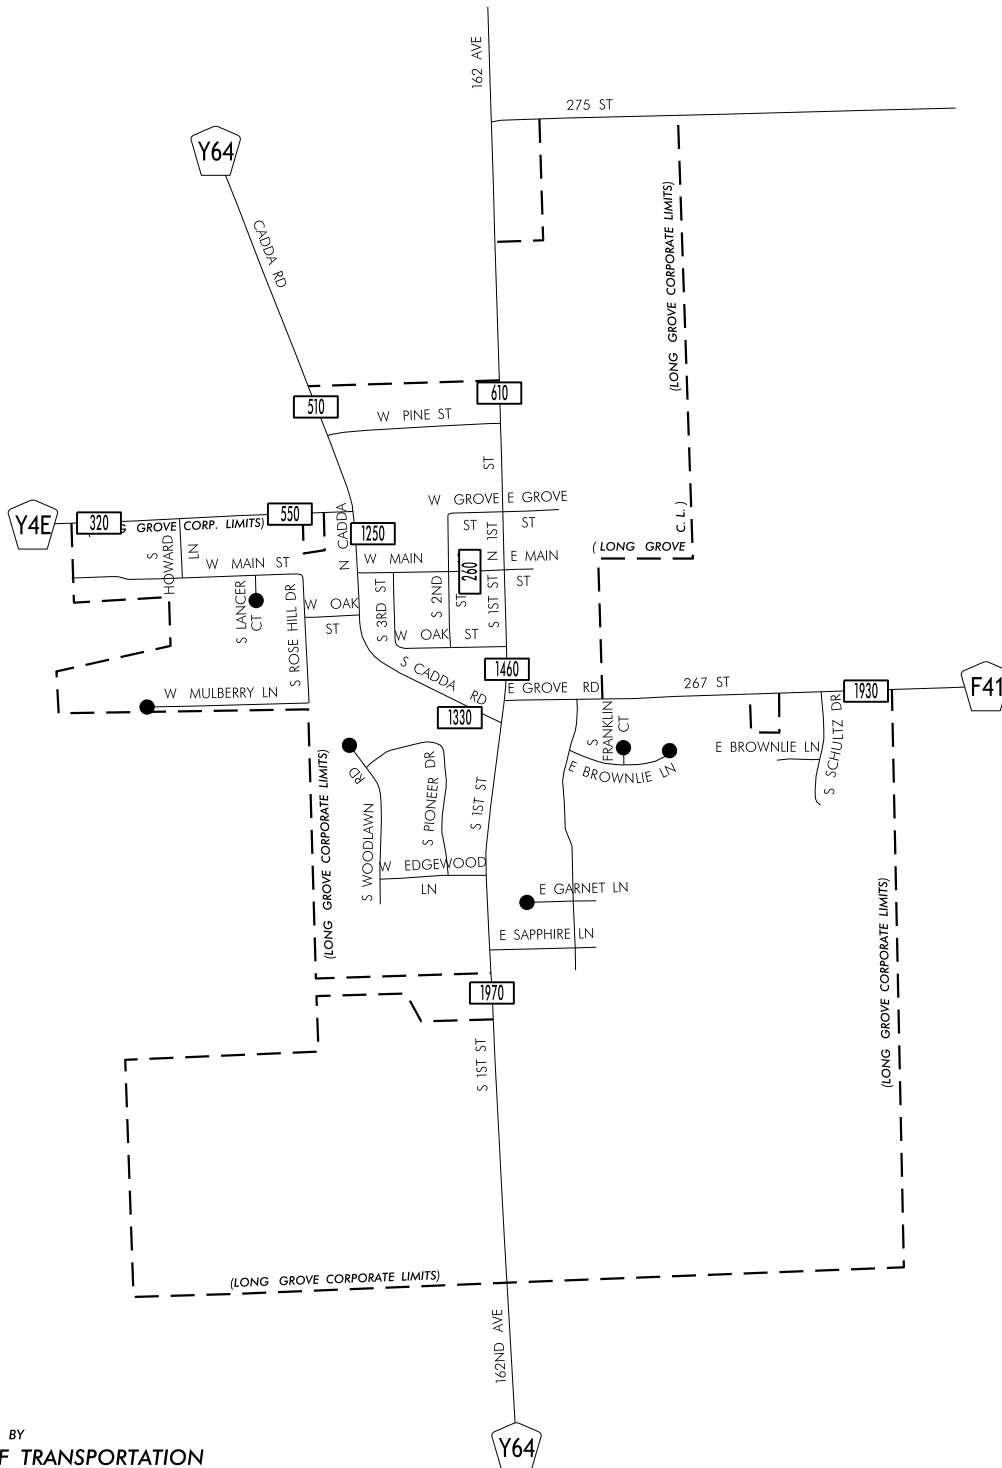 162 AVE
275 ST
Y64
CADDA RD
(LONG GROVE CORPORATE LIMITS)
510
610
W PINE ST
ST
Y4E
320
550
GROVE CORP. LIMITS)
N CADDA
1250
W GROVE
ST
E GROVE
ST
N 1ST
(LONG GROVE
C. L.)
S HOWARD
LN
W MAIN ST
W MAIN
260
E MAIN
ST
S LANCER
CT
S ROSE HILL DR
W OAK
ST
S 3RD ST
S 2ND
ST
S 1ST ST
W OAK ST
W MULBERRY LN
S CADDA RD
1460
E GROVE RD
267 ST
1930
F41
1330
S FRANKLIN
CT
E BROWNLIE LN
E BROWNLIE LN
S SCHULTZ DR
RD
S WOODLAWN
S PIONEER DR
S 1ST ST
W EDGEWOOD
LN
(LONG GROVE CORPORATE LIMITS)
E GARNET LN
E SAPPHIRE LN
(LONG GROVE CORPORATE LIMITS)
1970
S 1ST ST
(LONG GROVE CORPORATE LIMITS)
162ND AVE
Y64
BY
F TRANSPORTATION